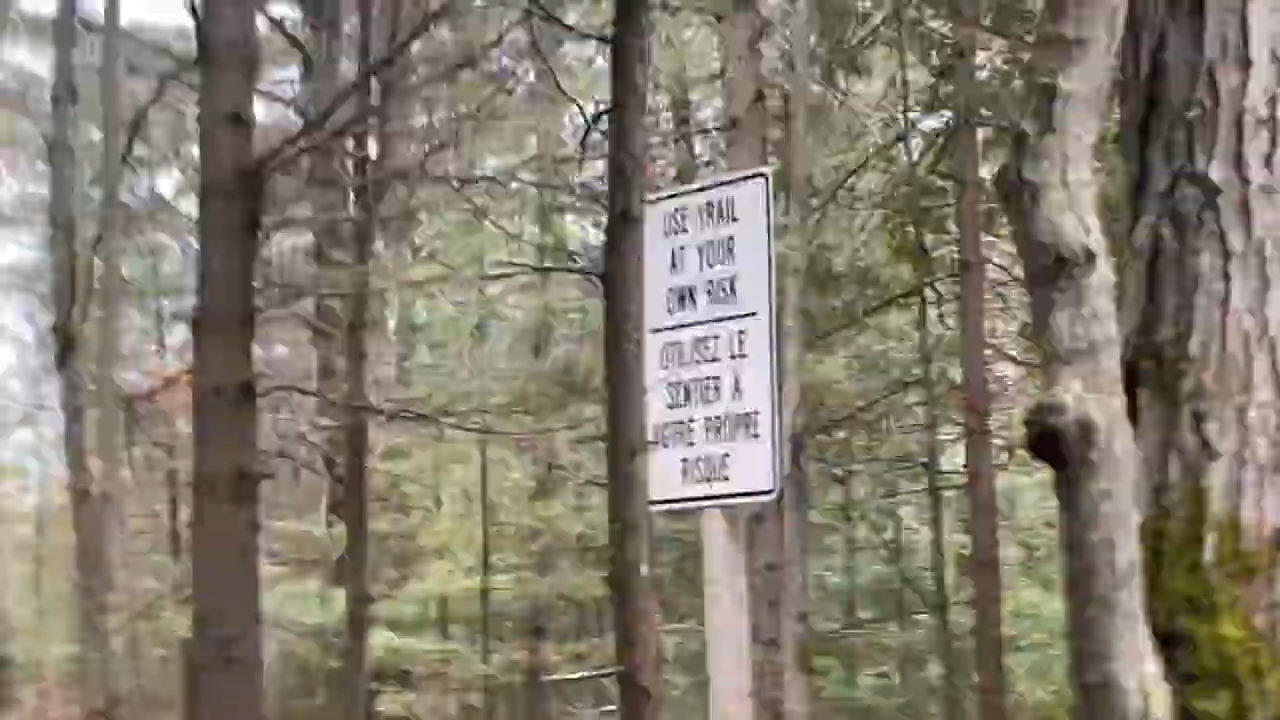 USE TRAIL
AT YOUR
OWN RISK
UTILISEZ LE
SENTIER À
VOTRE PROPRE
RISQUE